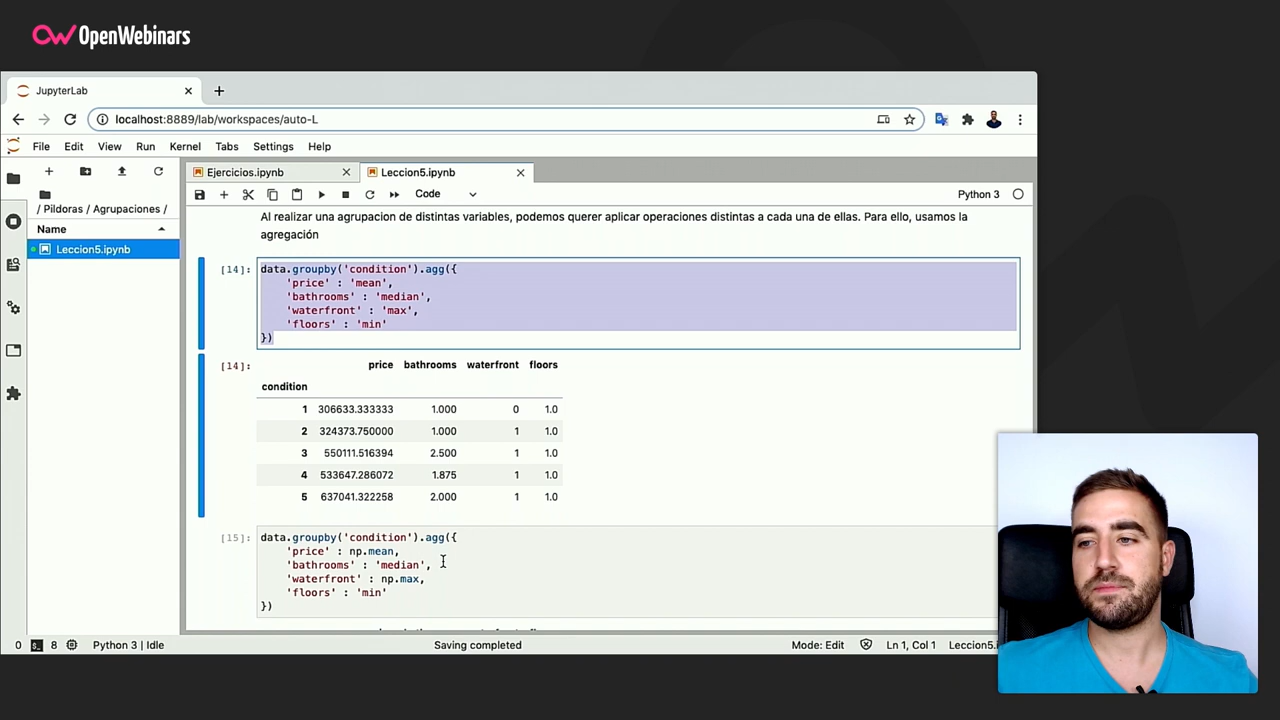 OpenWebinars
JupyterLab
localhost:8889/lab/workspaces/auto-L
File Edit View Run Kernel Tabs Settings Help
Ejercicios.ipynb Leccion5.ipynb
Code Python 3
/ Pildoras / Agrupaciones /
Name
Leccion5.ipynb
Al realizar una agrupacion de distintas variables, podemos querer aplicar operaciones distintas a cada una de ellas. Para ello, usamos la
agregación
[14]: data.groupby('condition').agg({
'price' : 'mean',
'bathrooms' : 'median',
'waterfront' : 'max',
'floors' : 'min'
})
[14]: price bathrooms waterfront floors
condition
1 306633.333333 1.000 0 1.0
2 324373.750000 1.000 1 1.0
3 550111.516394 2.500 1 1.0
4 533647.286072 1.875 1 1.0
5 637041.322258 2.000 1 1.0
[15]: data.groupby('condition').agg({
'price' : np.mean,
'bathrooms' : 'median',
'waterfront' : np.max,
'floors' : 'min'
})
0 8 Python 3 | Idle Saving completed Mode: Edit Ln 1, Col 1 Leccion5.i